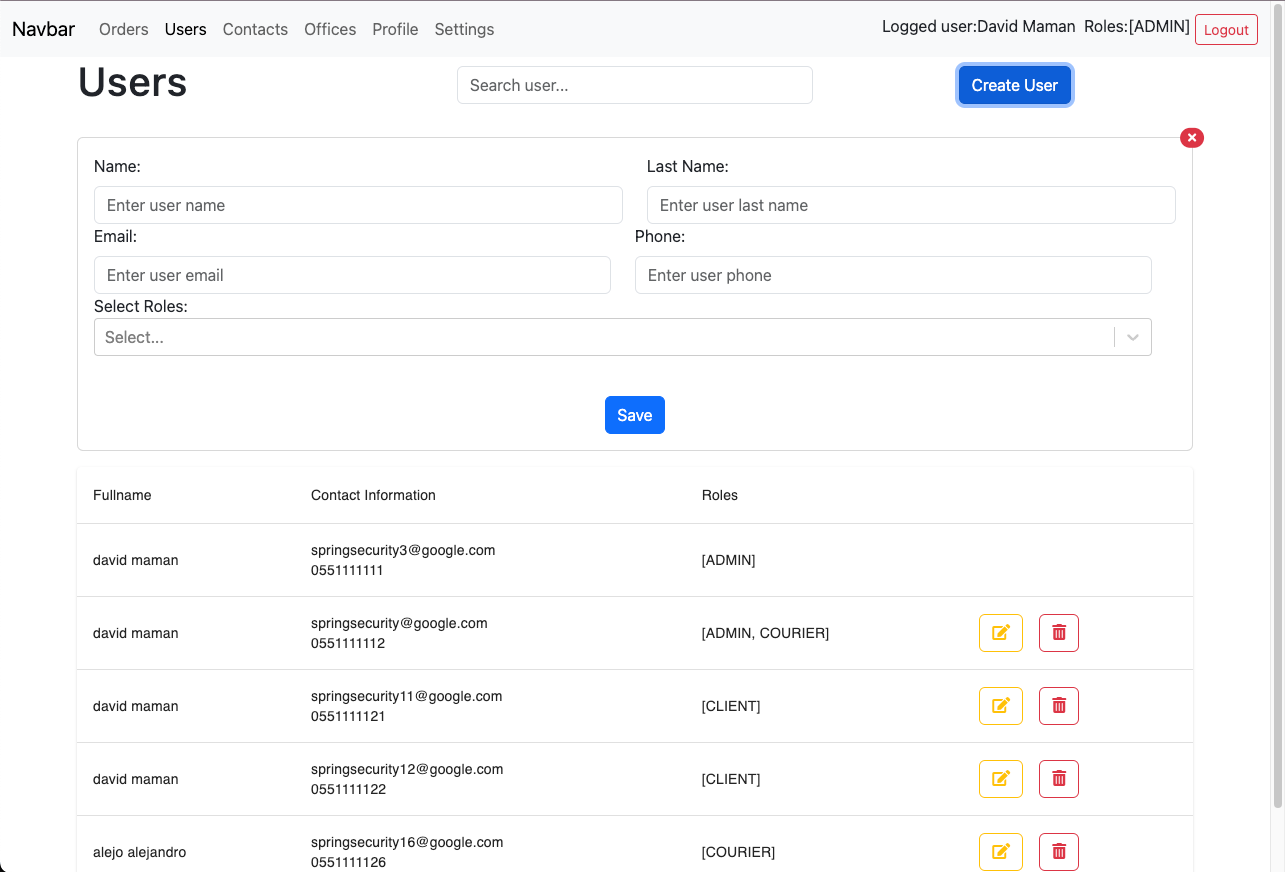 Navbar Orders Users Contacts Offices Profile Settings Logged user:David Maman Roles:[ADMIN] Logout
Users Search user... Create User
Name: Last Name:
Enter user name Enter user last name
Email: Phone:
Enter user email Enter user phone
Select Roles:
Select...
Save
Fullname Contact Information Roles
david maman springsecurity3@google.com [ADMIN]
0551111111
david maman springsecurity@google.com [ADMIN, COURIER]
0551111112
david maman springsecurity11@google.com [CLIENT]
0551111121
david maman springsecurity12@google.com [CLIENT]
0551111122
alejo alejandro springsecurity16@google.com [COURIER]
0551111126